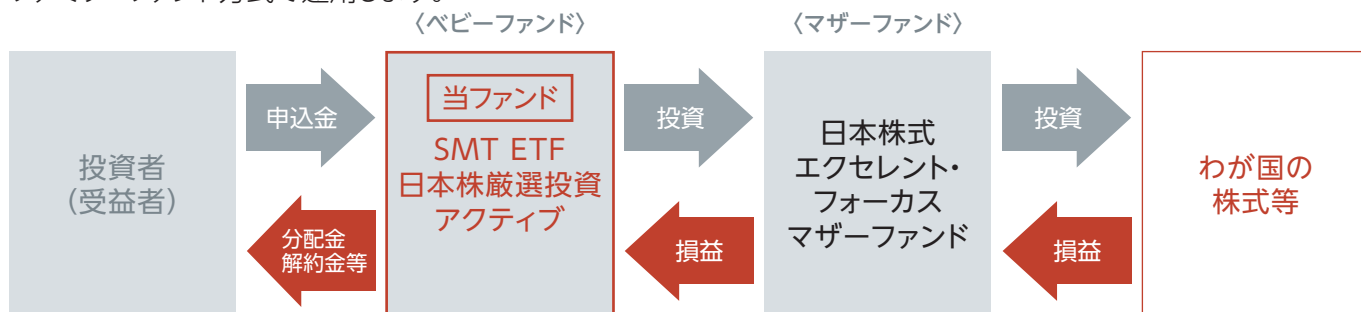 〈ベビーファンド〉
〈マザーファンド〉
投資者
(受益者)
申込金
分配金
解約金等
当ファンド
SMT ETF
日本株厳選投資
アクティブ
投資
損益
日本株式
エクセレント・
フォーカス
マザーファンド
投資
損益
わが国の
株式等